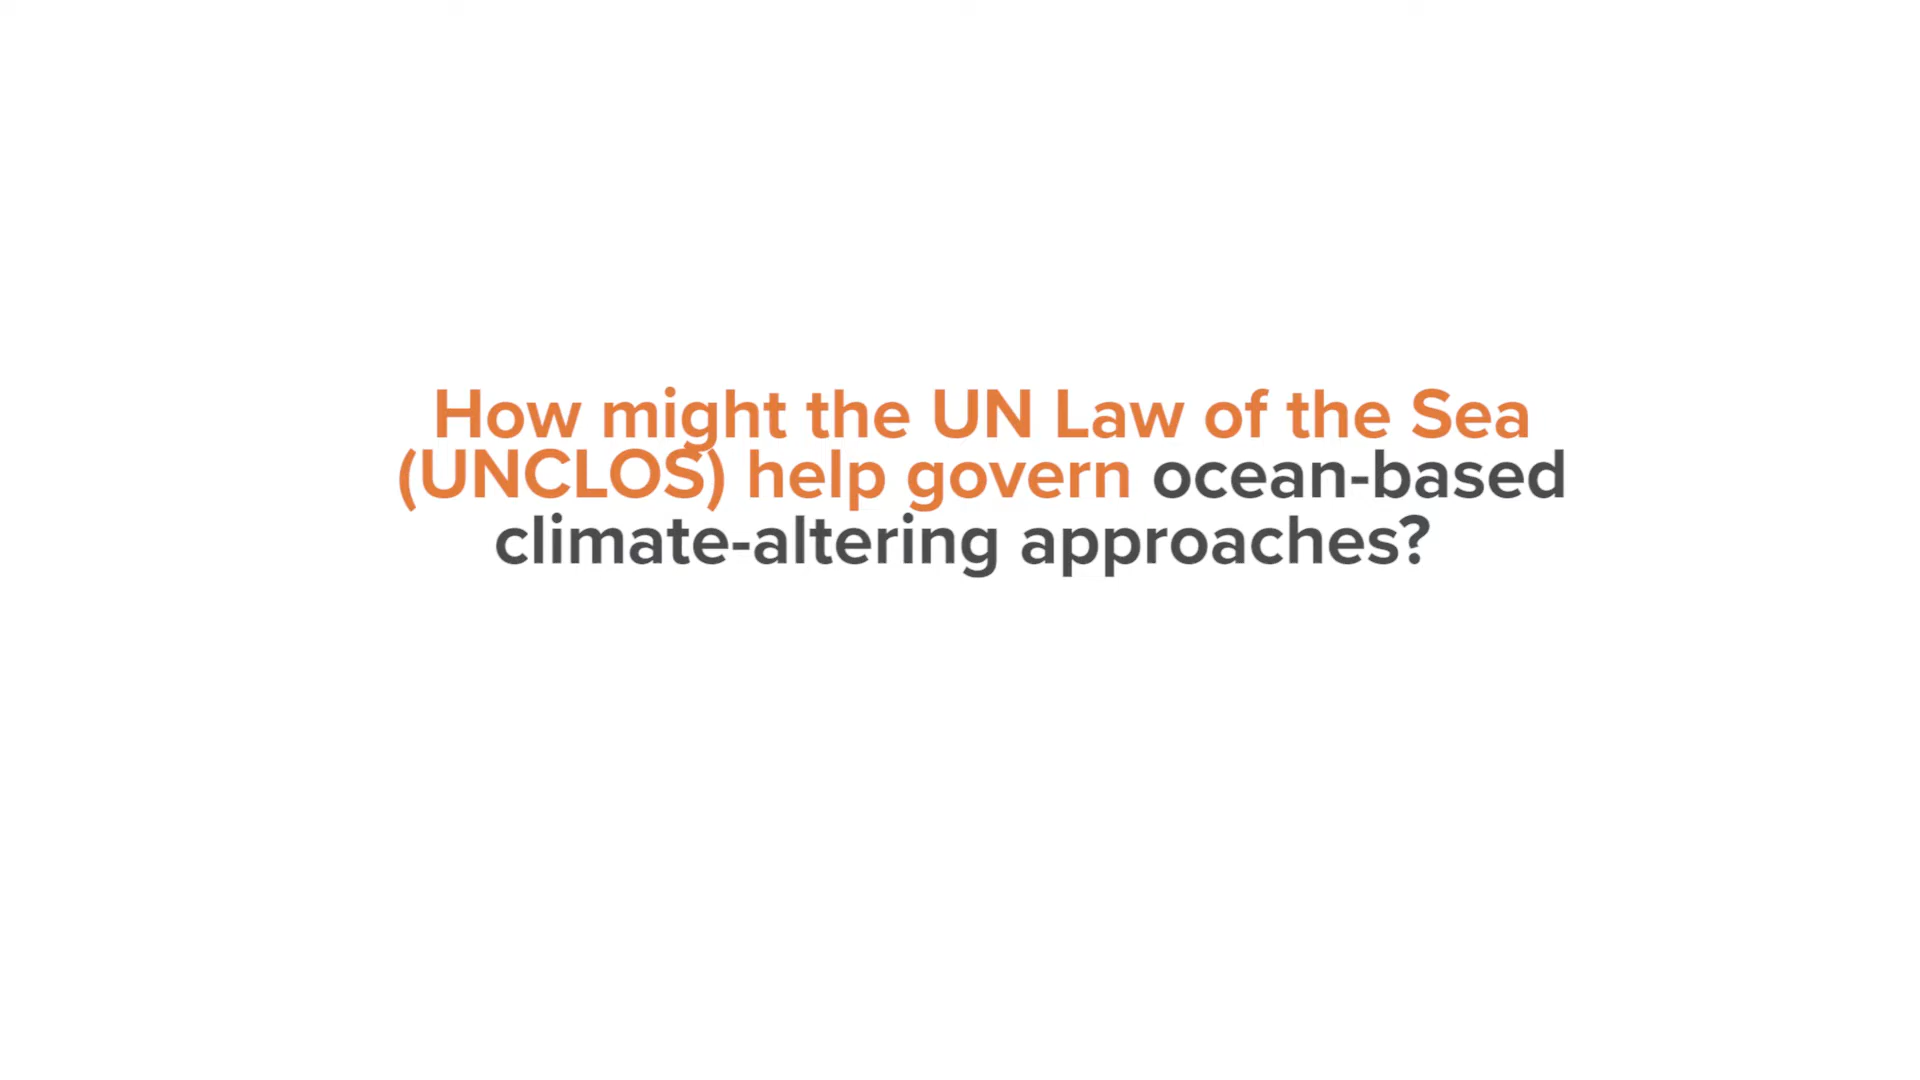 How might the UN Law of the Sea
(UNCLOS) help govern ocean-based
climate-altering approaches?